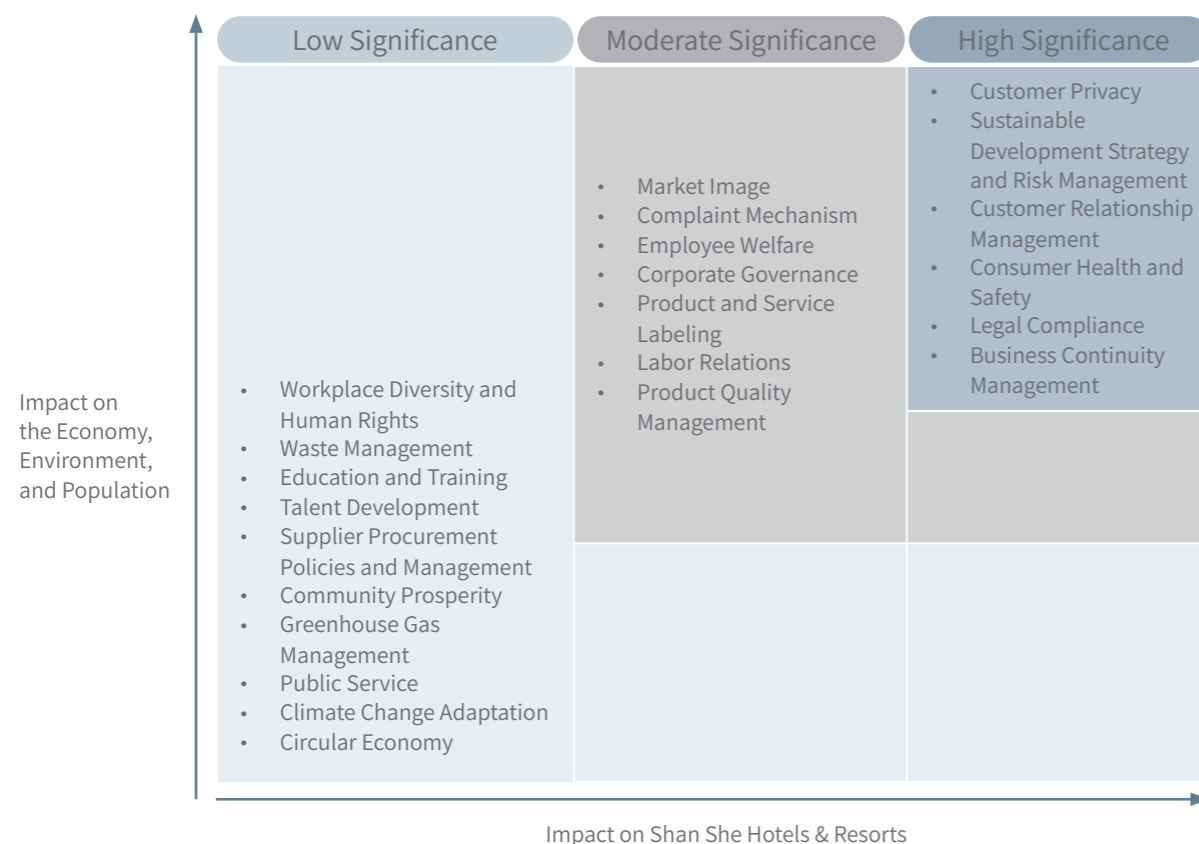 Low Significance
Moderate Significance
High Significance
• Customer Privacy
• Sustainable
Development Strategy
and Risk Management
• Customer Relationship
Management
• Consumer Health and
Safety
• Legal Compliance
• Business Continuity
Management
• Market Image
• Complaint Mechanism
• Employee Welfare
• Corporate Governance
• Product and Service
Labeling
• Labor Relations
• Product Quality
Management
• Workplace Diversity and
Human Rights
• Waste Management
• Education and Training
• Talent Development
• Supplier Procurement
Policies and Management
• Community Prosperity
• Greenhouse Gas
Management
• Public Service
• Climate Change Adaptation
• Circular Economy
Impact on
the Economy,
Environment,
and Population
Impact on Shan She Hotels & Resorts